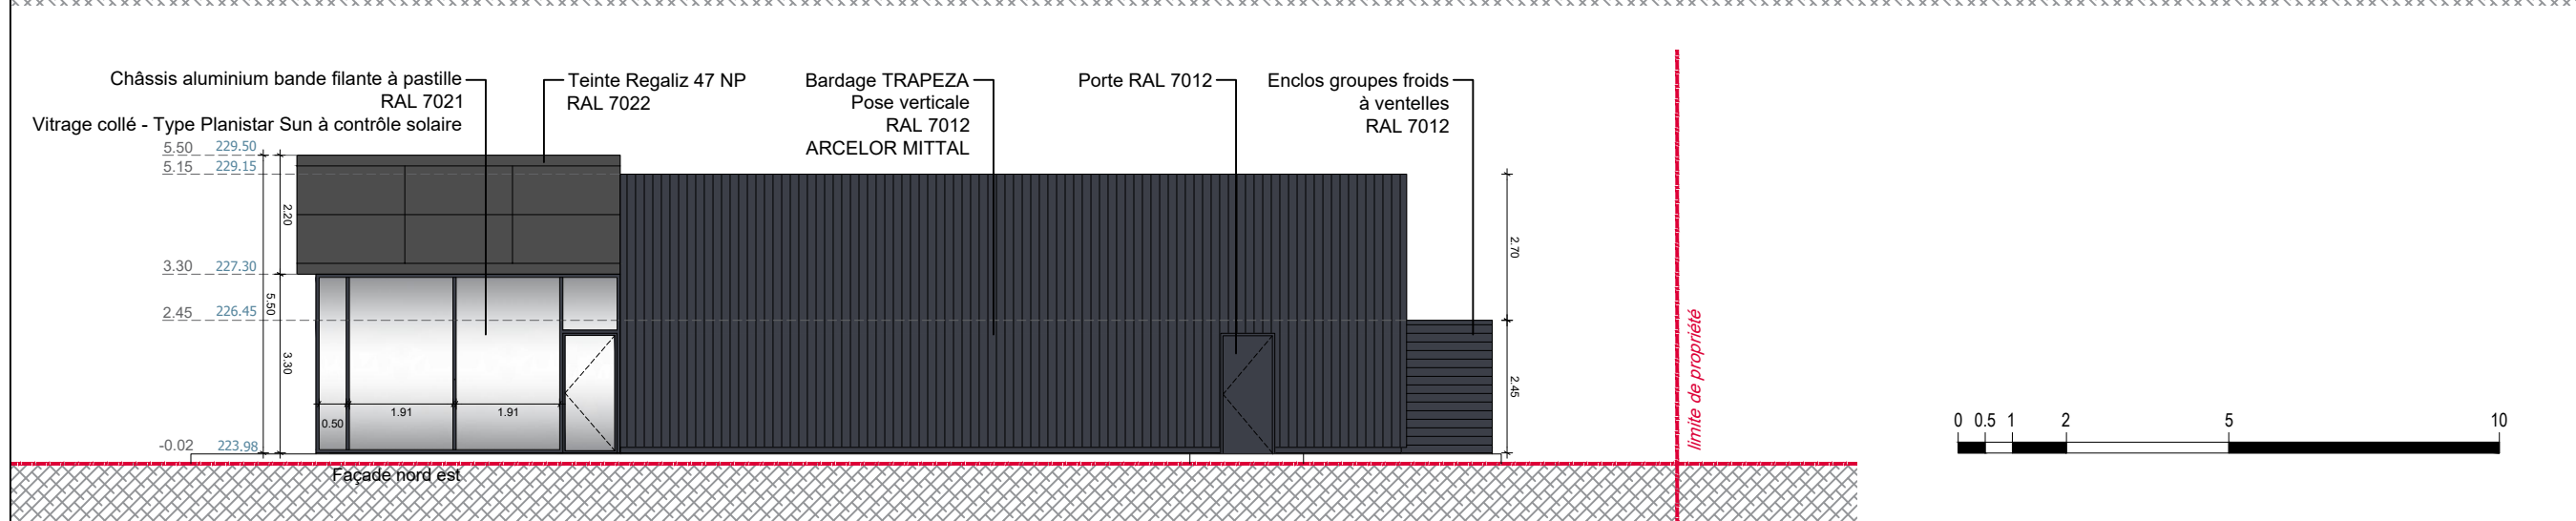 Châssis aluminium bande filante à pastille
RAL 7021
Vitrage collé - Type Planistar Sun à contrôle solaire
Teinte Regaliz 47 NP
RAL 7022
Bardage TRAPEZA
Pose verticale
RAL 7012
ARCELOR MITTAL
Porte RAL 7012
Enclos groupes froids
à ventelles
RAL 7012
5.50 229.50
5.15 229.15
3.30 227.30
2.45 226.45
-0.02 223.98
2.20
5.50
3.30
0.50
1.91
1.91
2.70
2.45
limite de propriété
Façade nord est
0 0.5 1 2 5 10